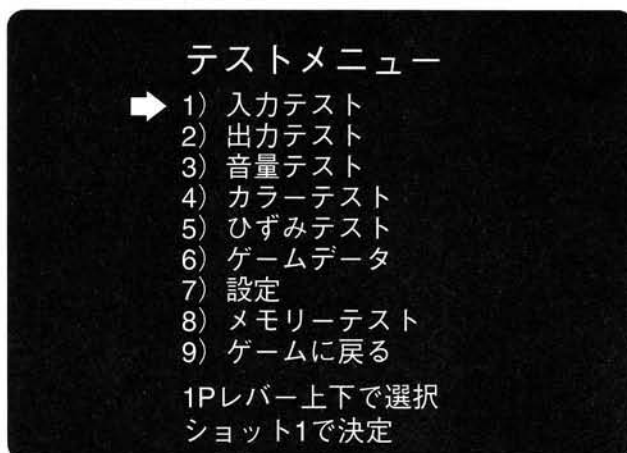 テストメニュー
1) 入力テスト
2) 出力テスト
3) 音量テスト
4) カラーテスト
5) ひずみテスト
6) ゲームデータ
7) 設定
8) メモリーテスト
9) ゲームに戻る
1Pレバー上下で選択
ショット1で決定